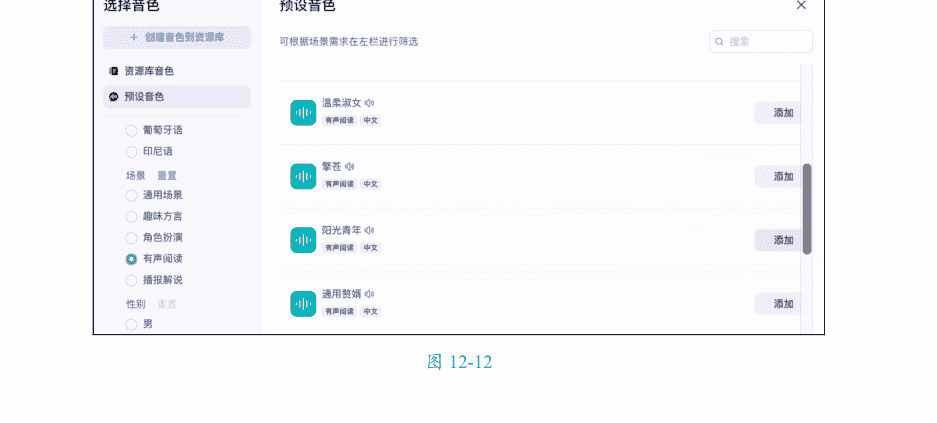 选择音色
+ 创建音色到资源库
资源库音色
预设音色
葡萄牙语
印尼语
场景 重置
通用场景
趣味方言
角色扮演
有声阅读
播报解说
性别 重置
男
预设音色
可根据场景需求在左栏进行筛选
搜索
温柔淑女
有声阅读 中文
添加
擎苍
有声阅读 中文
添加
阳光青年
有声阅读 中文
添加
通用赘婿
有声阅读 中文
添加
图 12-12